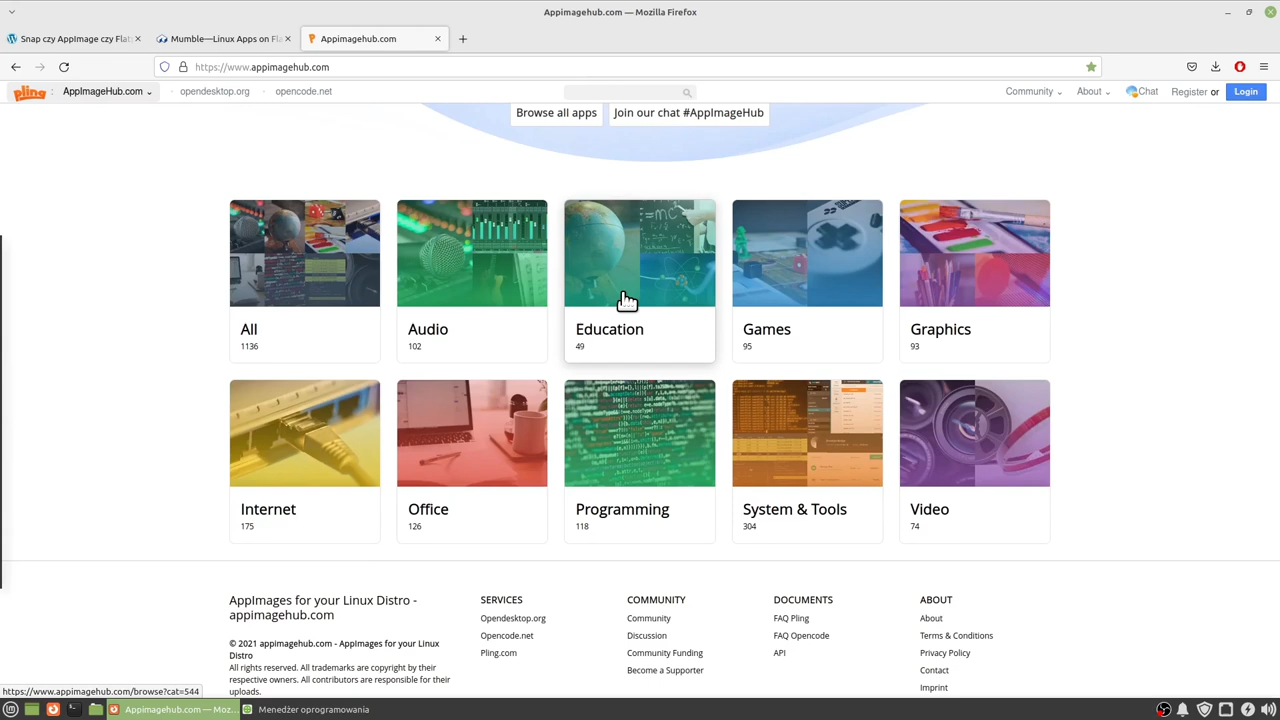 Appimagehub.com — Mozilla Firefox
Snap czy AppImage czy Flat
Mumble—Linux Apps on Fl
Appimagehub.com
https://www.appimagehub.com
pling : AppImageHub.com
opendesktop.org
opencode.net
Community
About
Chat
Register or
Login
Browse all apps
Join our chat #AppImageHub
All
1136
Audio
102
Education
49
Games
95
Graphics
93
Internet
175
Office
126
Programming
118
System & Tools
304
Video
74
AppImages for your Linux Distro -
appimagehub.com
© 2021 appimagehub.com - AppImages for your Linux
Distro
All rights reserved. All trademarks are copyright by their
respective owners. All contributors are responsible for their
uploads.
SERVICES
Opendesktop.org
Opencode.net
Pling.com
COMMUNITY
Community
Discussion
Community Funding
Become a Supporter
DOCUMENTS
FAQ Pling
FAQ Opencode
API
ABOUT
About
Terms & Conditions
Privacy Policy
Contact
Imprint
https://www.appimagehub.com/browse?cat=544
Appimagehub.com — Moz...
Menedżer oprogramowania